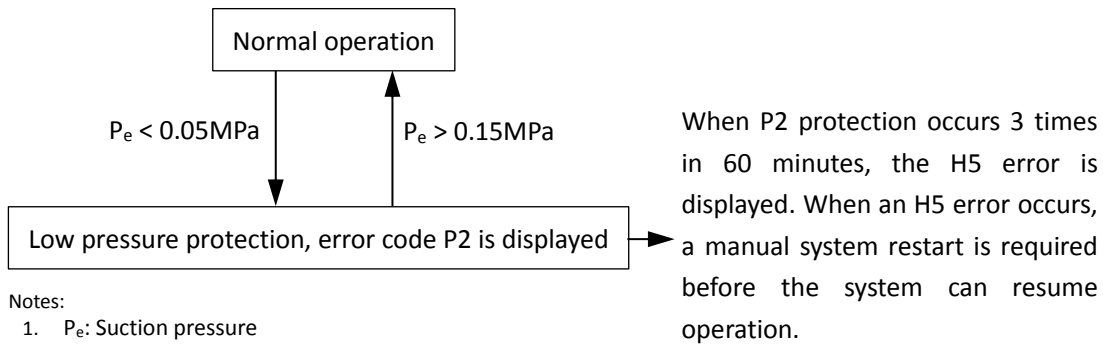 Normal operation
Pₑ < 0.05MPa
Pₑ > 0.15MPa
Low pressure protection, error code P2 is displayed
When P2 protection occurs 3 times
in 60 minutes, the H5 error is
displayed. When an H5 error occurs,
a manual system restart is required
before the system can resume
operation.
Notes:
1. Pₑ: Suction pressure